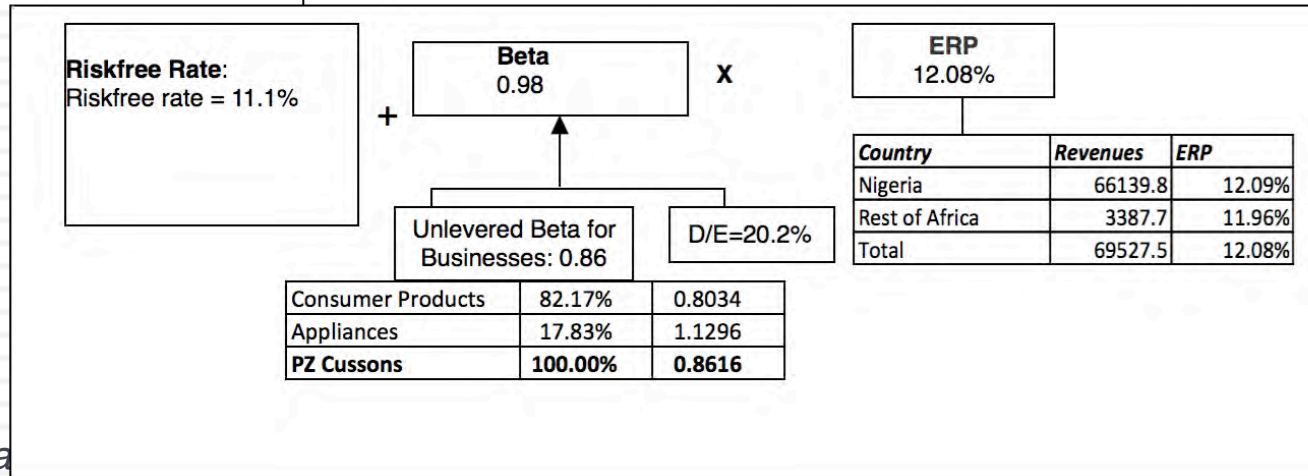 Riskfree Rate:
Riskfree rate = 11.1%
+
Beta
0.98
X
ERP
12.08%
Unlevered Beta for
Businesses: 0.86
D/E=20.2%
Consumer Products 82.17% 0.8034
Appliances 17.83% 1.1296
PZ Cussons 100.00% 0.8616
Country Revenues ERP
Nigeria 66139.8 12.09%
Rest of Africa 3387.7 11.96%
Total 69527.5 12.08%